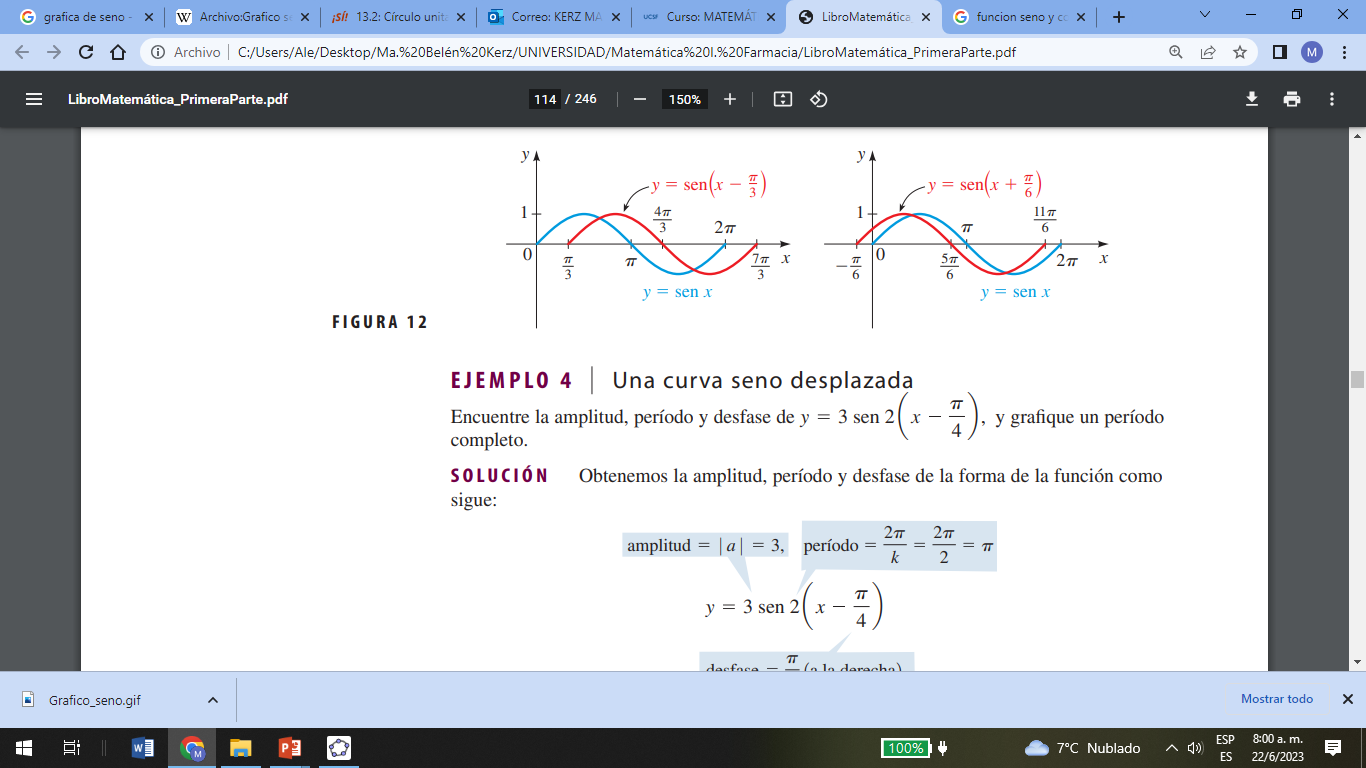 grafica de seno -
Archivo:Grafico s
¡Sí! 13.2: Círculo unit
Correo: KERZ MA
UCSF Curso: MATEMÁT
LibroMatemática
funcion seno y c
Archivo C:/Users/Ale/Desktop/Ma.%20Belén%20Kerz/UNIVERSIDAD/Matemática%20I.%20Farmacia/LibroMatemática_PrimeraParte.pdf
M
LibroMatemática_PrimeraParte.pdf
114 / 246
150%
y
y = sen(x − π/3)
1
4π/3
2π
0
π/3
π
7π/3
x
y = sen x
y
y = sen(x + π/6)
1
π
11π/6
−π/6
0
5π/6
2π
x
y = sen x
FIGURA 12
EJEMPLO 4 | Una curva seno desplazada
Encuentre la amplitud, período y desfase de y = 3 sen 2(x − π/4), y grafique un período
completo.
SOLUCIÓN Obtenemos la amplitud, período y desfase de la forma de la función como
sigue:
amplitud = |a| = 3,
período = 2π/k = 2π/2 = π
y = 3 sen 2(x − π/4)
desfase = π (a la derecha)
Grafico_seno.gif
Mostrar todo
100%
7°C Nublado
ESP
ES
8:00 a. m.
22/6/2023